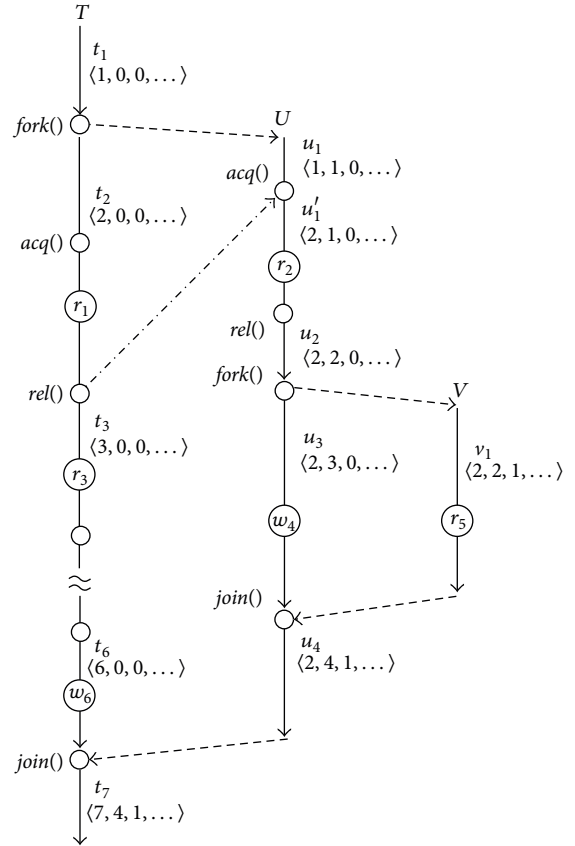 T
t₁
⟨1, 0, 0, . . .⟩
fork()
U
u₁
⟨1, 1, 0, . . .⟩
acq()
t₂
⟨2, 0, 0, . . .⟩
u′₁
⟨2, 1, 0, . . .⟩
acq()
r₂
r₁
rel()
u₂
⟨2, 2, 0, . . .⟩
fork()
rel()
V
t₃
⟨3, 0, 0, . . .⟩
u₃
⟨2, 3, 0, . . .⟩
v₁
⟨2, 2, 1, . . .⟩
r₃
w₄
r₅
join()
t₆
⟨6, 0, 0, . . .⟩
u₄
⟨2, 4, 1, . . .⟩
w₆
join()
t₇
⟨7, 4, 1, . . .⟩